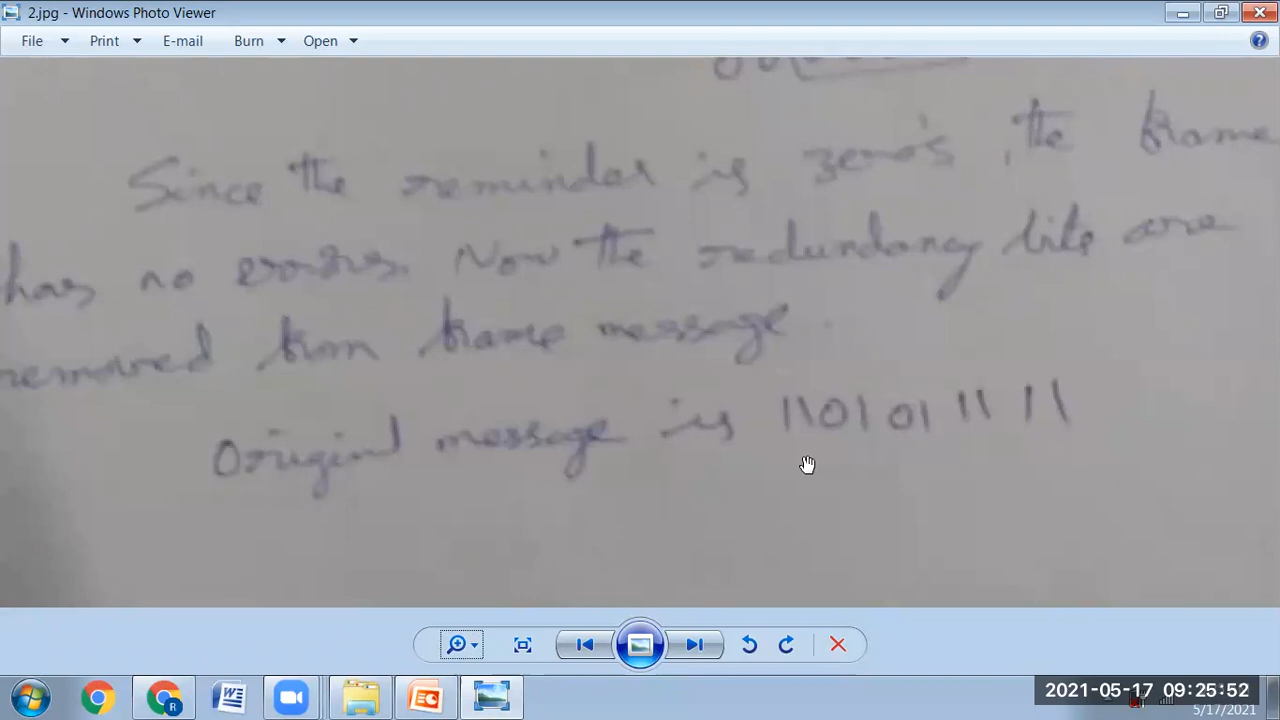 2.jpg - Windows Photo Viewer
File Print E-mail Burn Open
Since the reminder is zero's, the frame
has no errors. Now the redundancy bits are
removed from frame message.
Original message is 1101011111
2021-05-17 09:25:52
5/17/2021